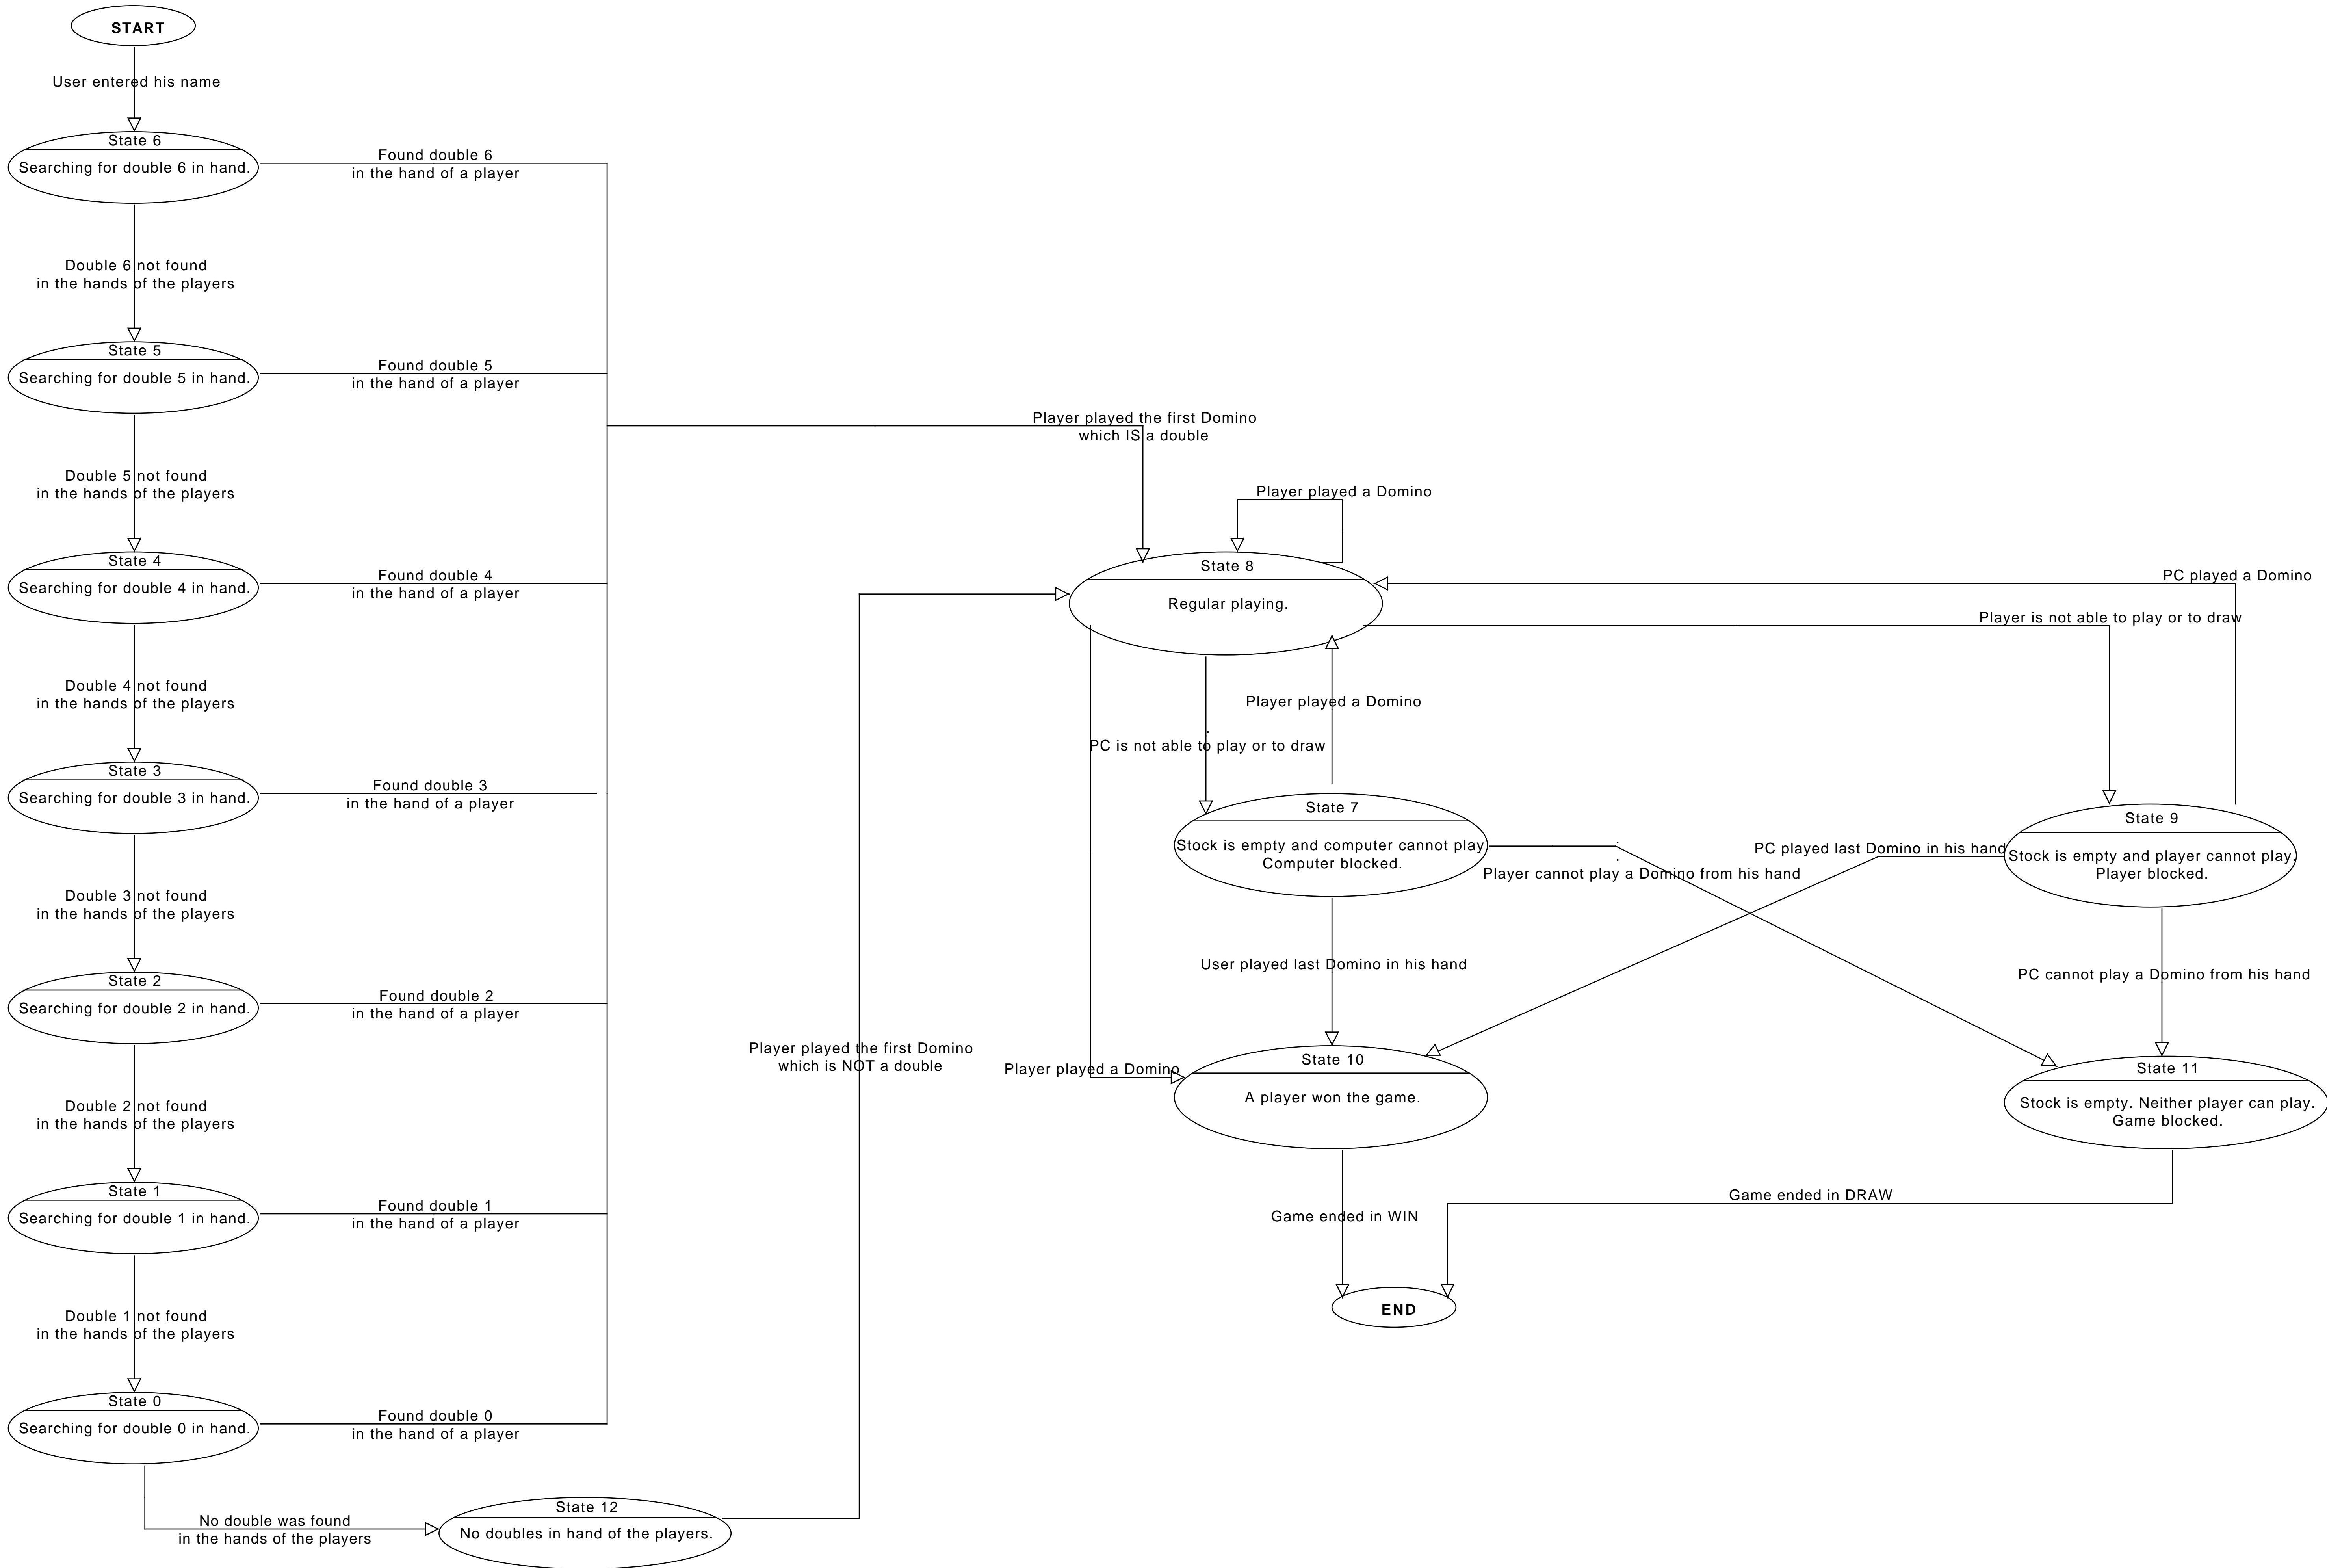 START
User entered his name
State 6
Searching for double 6 in hand.
Found double 6
in the hand of a player
Double 6 not found
in the hands of the players
State 5
Searching for double 5 in hand.
Found double 5
in the hand of a player
Double 5 not found
in the hands of the players
State 4
Searching for double 4 in hand.
Found double 4
in the hand of a player
Double 4 not found
in the hands of the players
State 3
Searching for double 3 in hand.
Found double 3
in the hand of a player
Double 3 not found
in the hands of the players
State 2
Searching for double 2 in hand.
Found double 2
in the hand of a player
Double 2 not found
in the hands of the players
State 1
Searching for double 1 in hand.
Found double 1
in the hand of a player
Double 1 not found
in the hands of the players
State 0
Searching for double 0 in hand.
Found double 0
in the hand of a player
No double was found
in the hands of the players
State 12
No doubles in hand of the players.
Player played the first Domino
which is NOT a double
Player played the first Domino
which IS a double
Player played a Domino
State 8
Regular playing.
PC played a Domino
Player is not able to play or to draw
Player played a Domino
.
PC is not able to play or to draw
State 7
Stock is empty and computer cannot play.
Computer blocked.
.
.
Player cannot play a Domino from his hand
PC played last Domino in his hand
State 9
Stock is empty and player cannot play.
Player blocked.
User played last Domino in his hand
PC cannot play a Domino from his hand
Player played a Domino
State 10
A player won the game.
State 11
Stock is empty. Neither player can play.
Game blocked.
Game ended in WIN
Game ended in DRAW
END